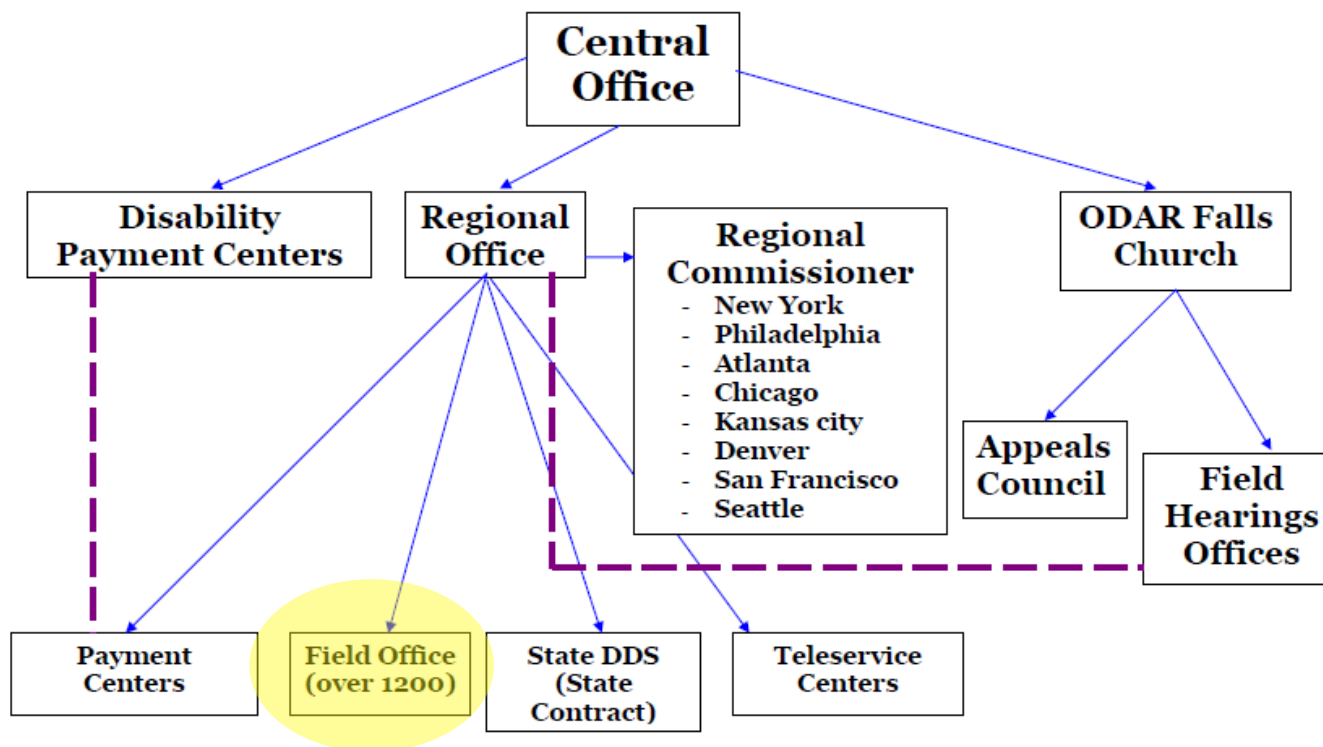 Central
Office
Disability
Payment Centers
Regional
Office
Regional
Commissioner
- New York
- Philadelphia
- Atlanta
- Chicago
- Kansas city
- Denver
- San Francisco
- Seattle
ODAR Falls
Church
Appeals
Council
Field
Hearings
Offices
Payment
Centers
Field Office
(over 1200)
State DDS
(State
Contract)
Teleservice
Centers